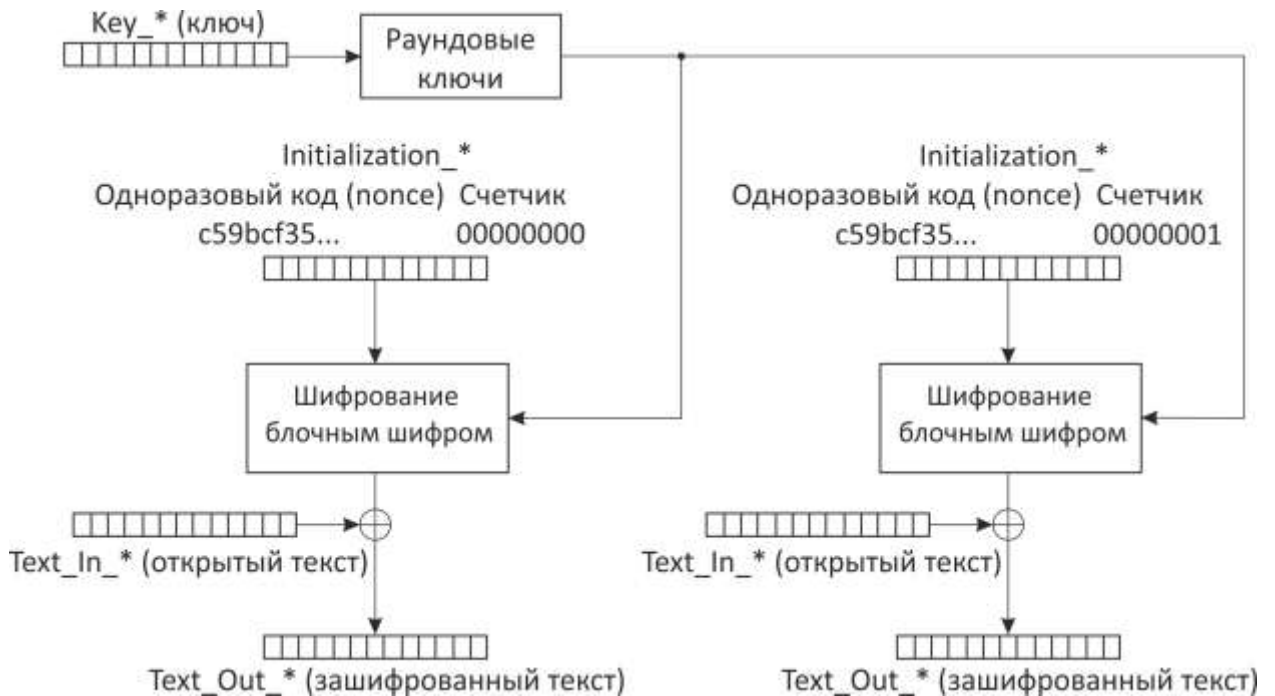 Key_* (ключ)
Раундовые
ключи
Initialization_*
Одноразовый код (nonce) Счетчик
c59bcf35... 00000000
Initialization_*
Одноразовый код (nonce) Счетчик
c59bcf35... 00000001
Шифрование
блочным шифром
Шифрование
блочным шифром
Text_In_* (открытый текст)
Text_In_* (открытый текст)
Text_Out_* (зашифрованный текст)
Text_Out_* (зашифрованный текст)